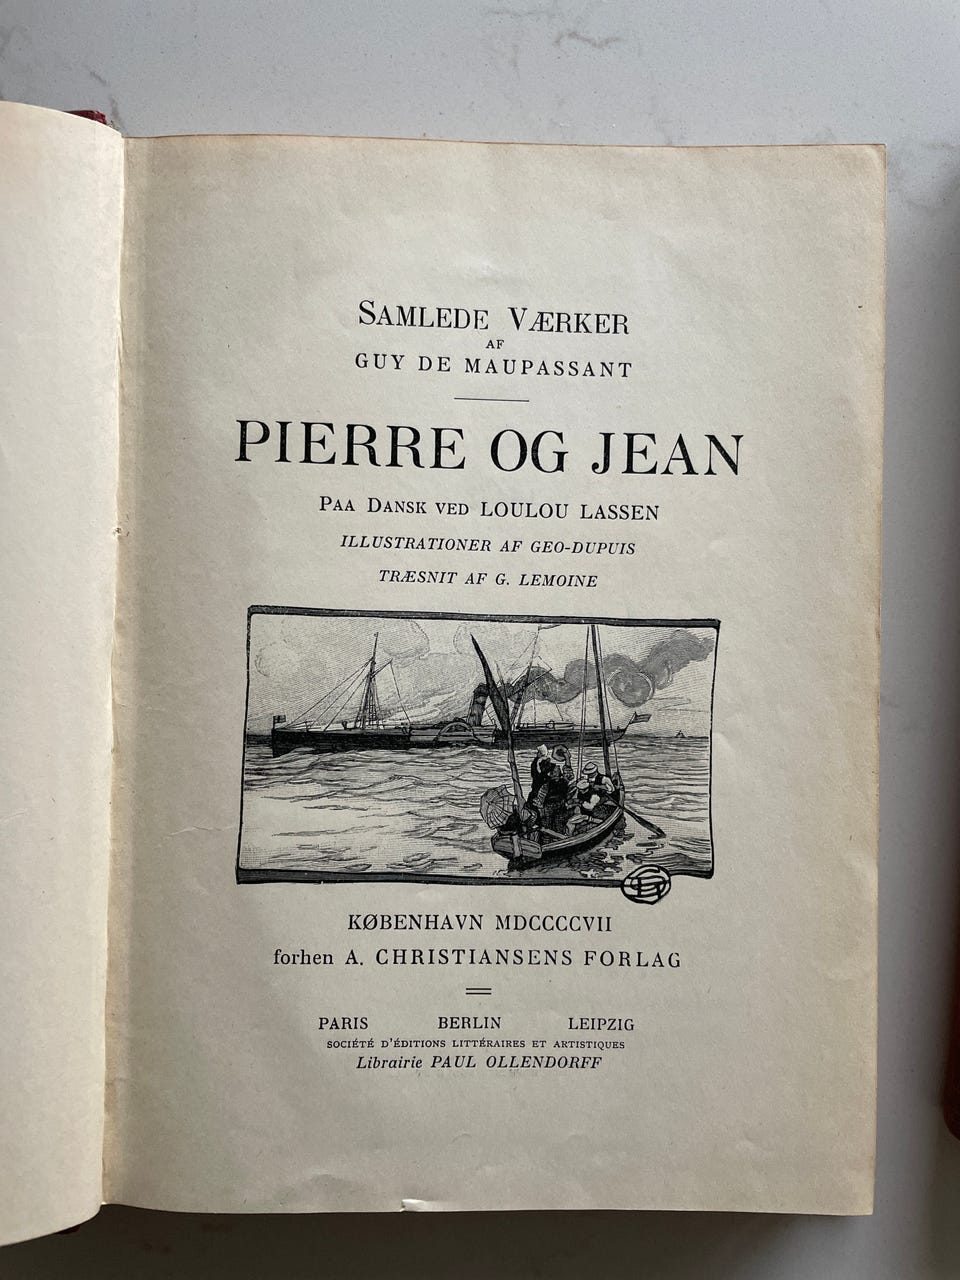 SAMLEDE VÆRKER
AF
GUY DE MAUPASSANT
PIERRE OG JEAN
PAA DANSK VED LOULOU LASSEN
ILLUSTRATIONER AF GEO-DUPUIS
TRÆSNIT AF G. LEMOINE
KØBENHAVN MDCCCCVII
forhen A. CHRISTIANSENS FORLAG
PARIS BERLIN LEIPZIG
SOCIÉTÉ D'ÉDITIONS LITTÉRAIRES ET ARTISTIQUES
Librairie PAUL OLLENDORFF